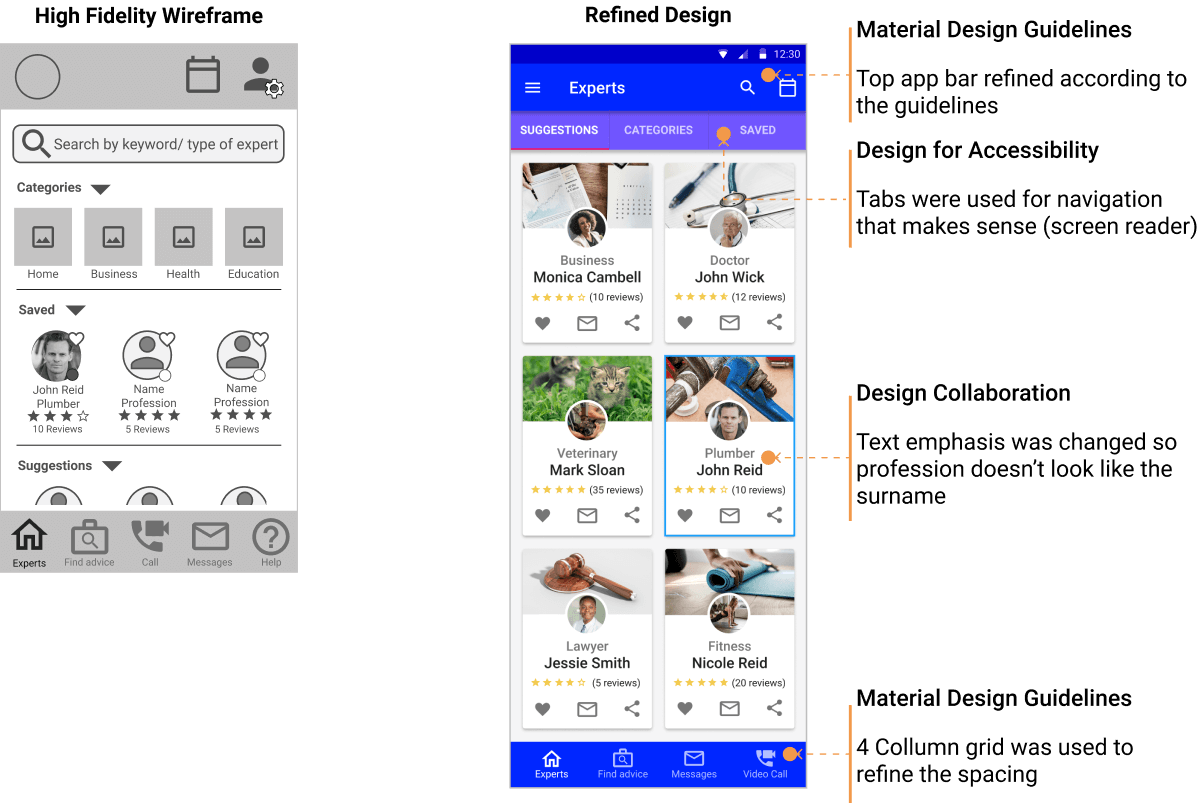 High Fidelity Wireframe
Search by keyword/ type of expert
Categories
Home
Business
Health
Education
Saved
John Reid
Plumber
10 Reviews
Name
Profession
5 Reviews
Name
Profession
5 Reviews
Suggestions
Experts
Find advice
Call
Messages
Help
Refined Design
12:30
Experts
SUGGESTIONS
CATEGORIES
SAVED
Business
Monica Cambell
(10 reviews)
Doctor
John Wick
(12 reviews)
Veterinary
Mark Sloan
(35 reviews)
Plumber
John Reid
(10 reviews)
Lawyer
Jessie Smith
(5 reviews)
Fitness
Nicole Reid
(20 reviews)
Experts
Find advice
Messages
Video Call
Material Design Guidelines
Top app bar refined according to
the guidelines
Design for Accessibility
Tabs were used for navigation
that makes sense (screen reader)
Design Collaboration
Text emphasis was changed so
profession doesn’t look like the
surname
Material Design Guidelines
4 Collumn grid was used to
refine the spacing